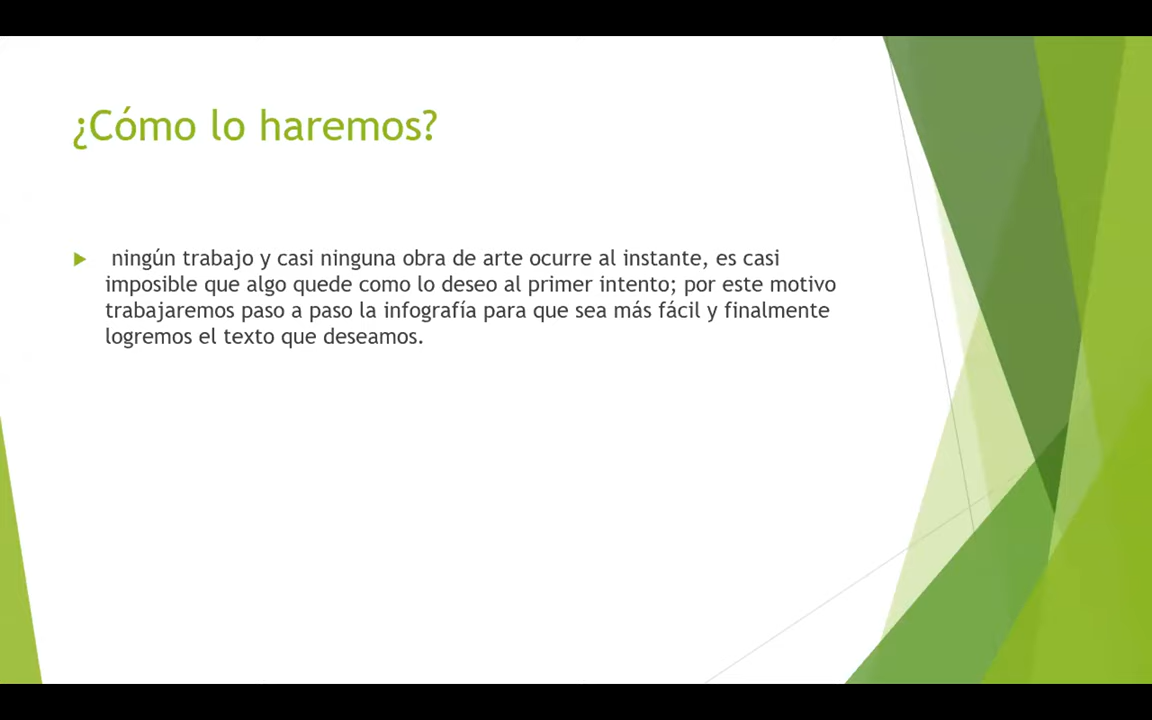 ¿Cómo lo haremos?
ningún trabajo y casi ninguna obra de arte ocurre al instante, es casi
imposible que algo quede como lo deseo al primer intento; por este motivo
trabajaremos paso a paso la infografía para que sea más fácil y finalmente
logremos el texto que deseamos.